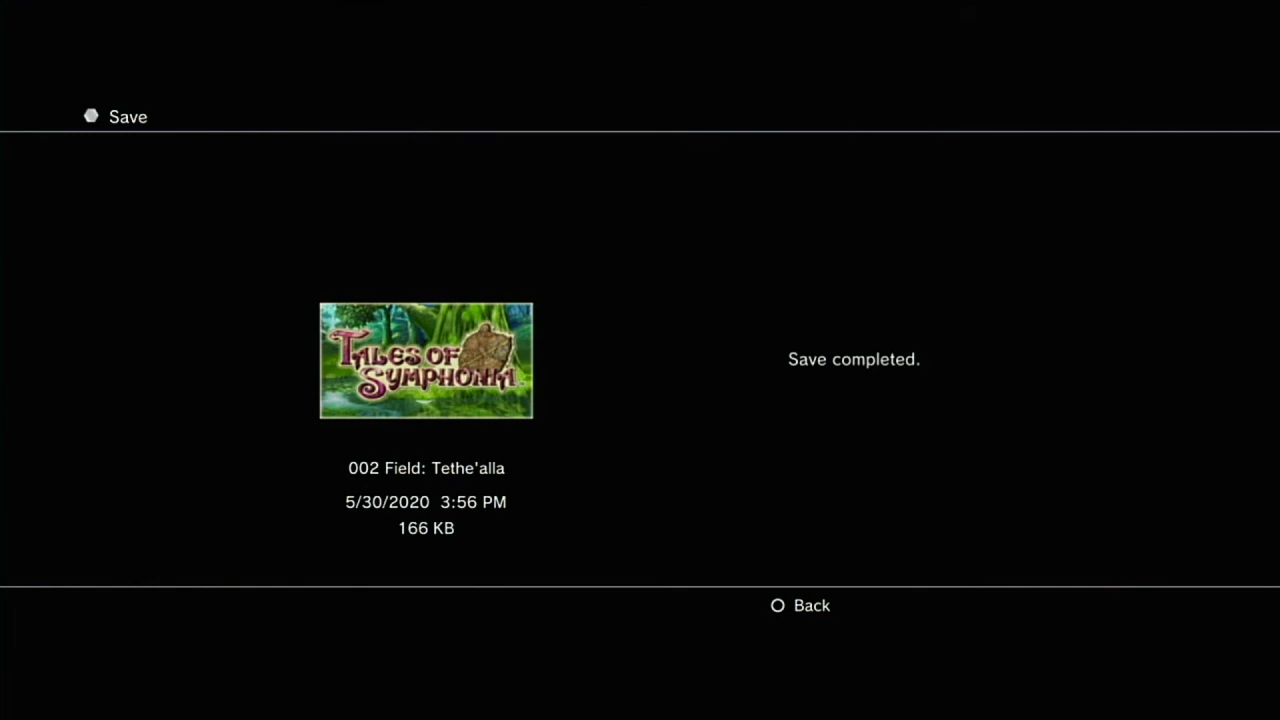 Save
TALES OF
SYMPHONIA
002 Field: Tethe'alla
5/30/2020 3:56 PM
166 KB
Save completed.
Back